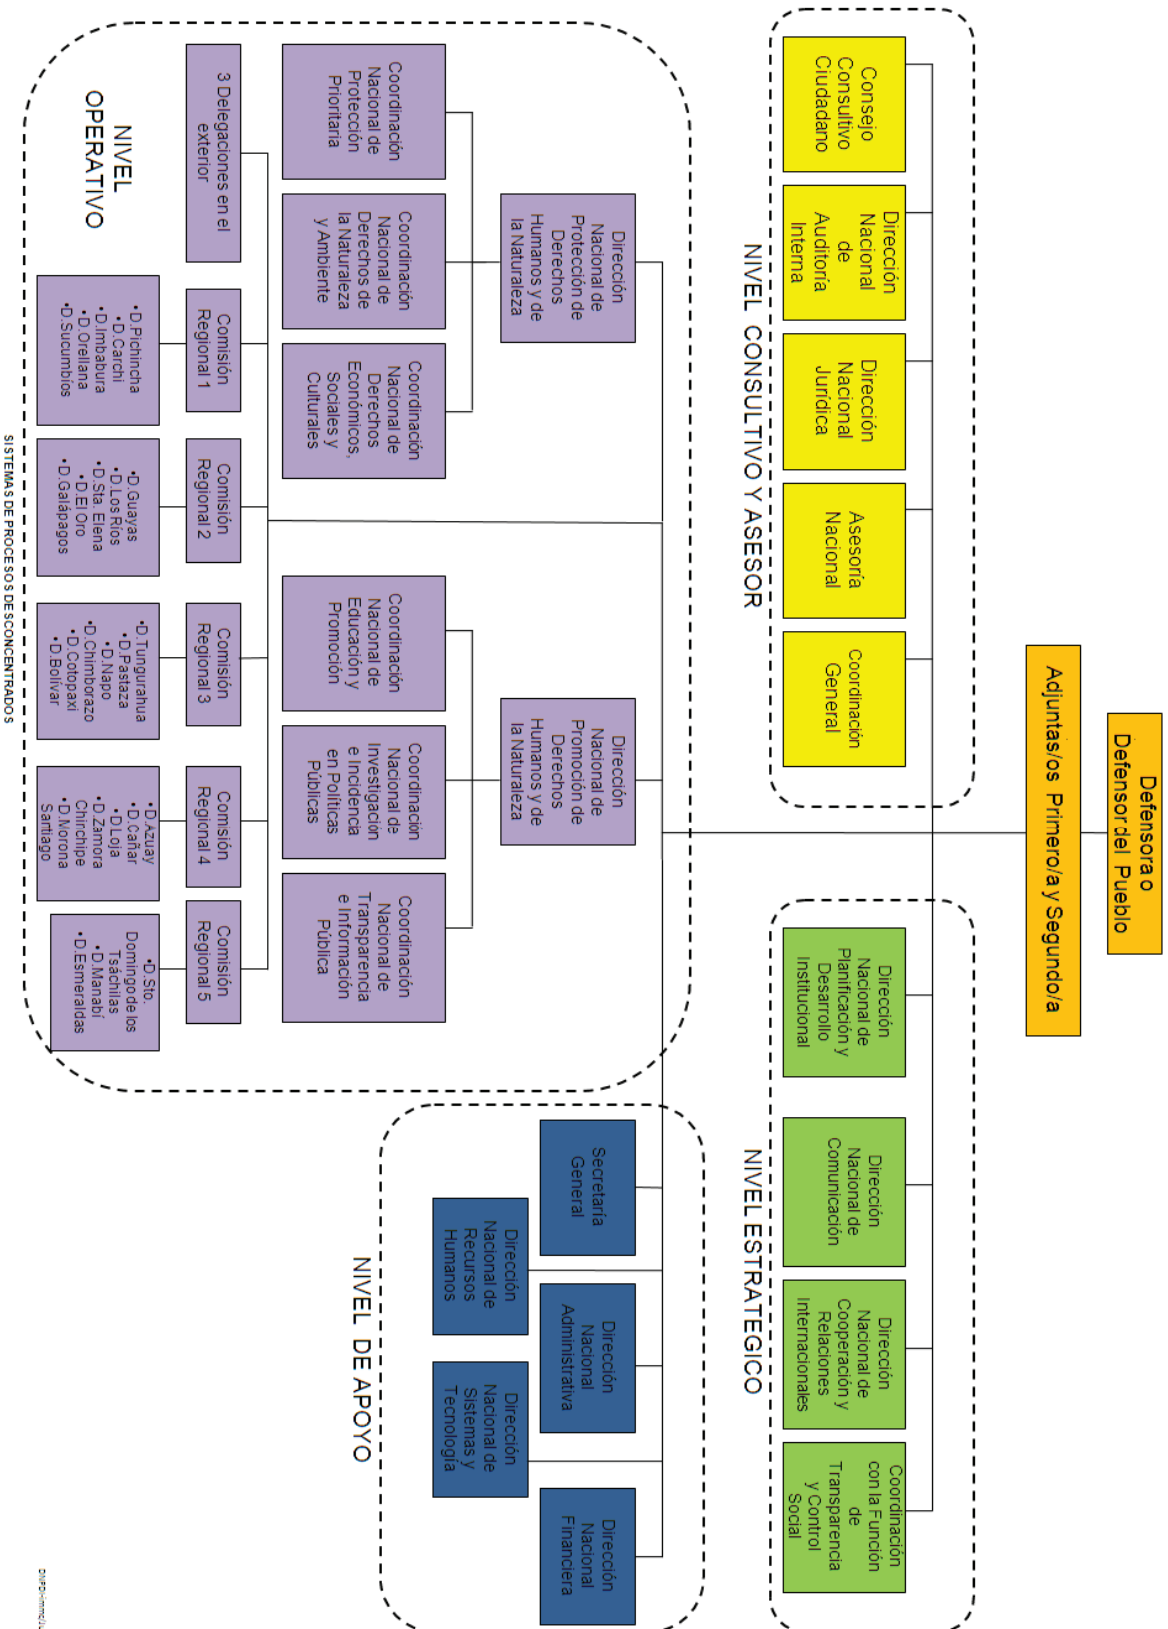 Defensora o
Defensor del Pueblo
Adjuntas/os Primero/a y Segundo/a
Consejo
Consultivo
Ciudadano
Dirección
Nacional
de
Auditoría
Interna
Dirección
Nacional
Jurídica
Asesoría
Nacional
Coordinación
General
NIVEL CONSULTIVO Y ASESOR
Dirección
Nacional de
Planificación y
Desarrollo
Institucional
Dirección
Nacional de
Comunicación
Dirección
Nacional de
Cooperación y
Relaciones
Internacionales
Coordinación
con la Función
de
Transparencia
y Control
Social
NIVEL ESTRATEGICO
Dirección
Nacional de
Protección de
Derechos
Humanos y de
la Naturaleza
Dirección
Nacional de
Promoción de
Derechos
Humanos y de
la Naturaleza
Coordinación
Nacional de
Protección
Prioritaria
Coordinación
Nacional de
Derechos de
la Naturaleza
y Ambiente
Coordinación
Nacional de
Derechos
Económicos,
Sociales y
Culturales
Coordinación
Nacional de
Educación y
Promoción
Coordinación
Nacional de
Investigación
e Incidencia
en Políticas
Públicas
Coordinación
Nacional de
Transparencia
e Información
Pública
3 Delegaciones en el
exterior
Comisión
Regional 1
Comisión
Regional 2
Comisión
Regional 3
Comisión
Regional 4
Comisión
Regional 5
•D.Pichincha
•D.Carchi
•D.Imbabura
•D.Orellana
•D.Sucumbíos
•D.Guayas
•D.Los Ríos
•D.Sta. Elena
•D.El Oro
•D.Galápagos
•D.Tungurahua
•D.Pastaza
•D.Napo
•D.Chimborazo
•D.Cotopaxi
•D.Bolívar
•D.Azuay
•D.Cañar
•D.Loja
•D.Zamora
Chinchipe
•D.Morona
Santiago
•D.Sto.
Domingo de los
Tsáchilas
•D.Manabí
•D.Esmeraldas
NIVEL
OPERATIVO
Secretaría
General
Dirección
Nacional
Administrativa
Dirección
Nacional
Financiera
Dirección
Nacional de
Recursos
Humanos
Dirección
Nacional de
Sistemas y
Tecnología
NIVEL DE APOYO
SISTEMAS DE PROCESOS DESCONCENTRADOS